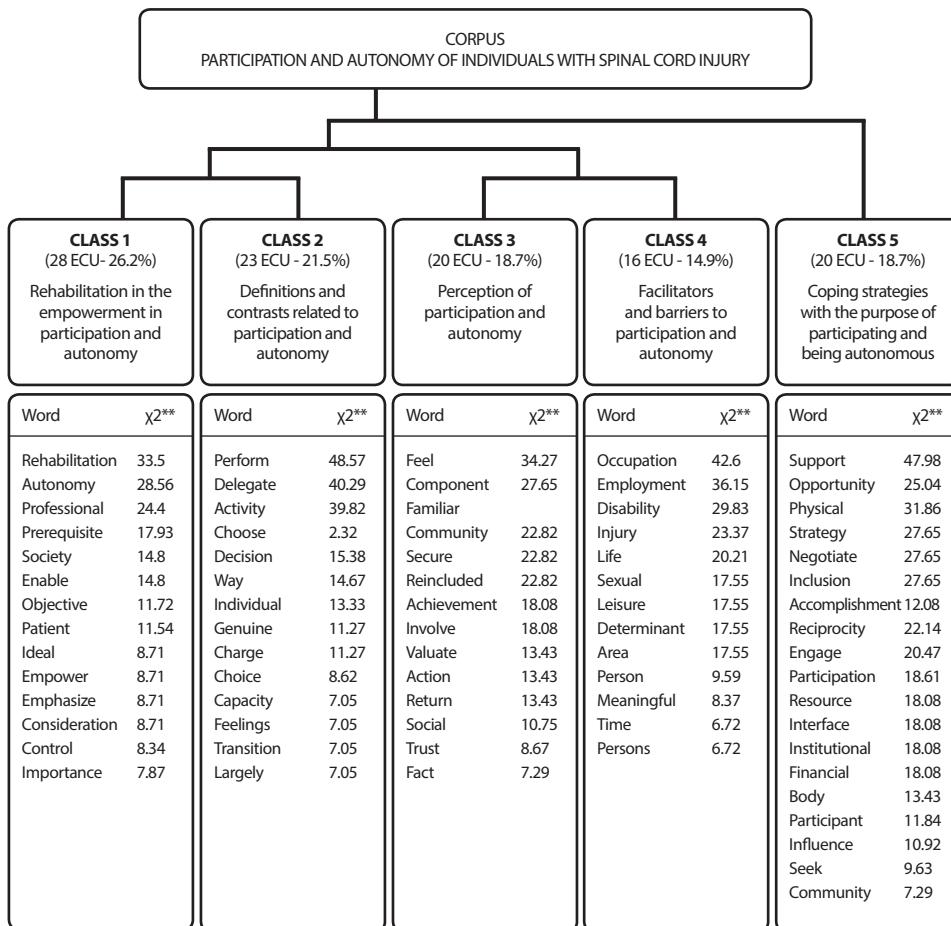 CORPUS
PARTICIPATION AND AUTONOMY OF INDIVIDUALS WITH SPINAL CORD INJURY
CLASS 1
(28 ECU- 26.2%)
Rehabilitation in the
empowerment in
participation and
autonomy
CLASS 2
(23 ECU - 21.5%)
Definitions and
contrasts related to
participation and
autonomy
CLASS 3
(20 ECU - 18.7%)
Perception of
participation and
autonomy
CLASS 4
(16 ECU - 14.9%)
Facilitators
and barriers to
participation and
autonomy
CLASS 5
(20 ECU - 18.7%)
Coping strategies
with the purpose of
participating and
being autonomous
Word χ2**
Rehabilitation 33.5
Autonomy 28.56
Professional 24.4
Prerequisite 17.93
Society 14.8
Enable 14.8
Objective 11.72
Patient 11.54
Ideal 8.71
Empower 8.71
Emphasize 8.71
Consideration 8.71
Control 8.34
Importance 7.87
Word χ2**
Perform 48.57
Delegate 40.29
Activity 39.82
Choose 2.32
Decision 15.38
Way 14.67
Individual 13.33
Genuine 11.27
Charge 11.27
Choice 8.62
Capacity 7.05
Feelings 7.05
Transition 7.05
Largely 7.05
Word χ2**
Feel 34.27
Component 27.65
Familiar
Community 22.82
Secure 22.82
Reincluded 22.82
Achievement 18.08
Involve 18.08
Valuate 13.43
Action 13.43
Return 13.43
Social 10.75
Trust 8.67
Fact 7.29
Word χ2**
Occupation 42.6
Employment 36.15
Disability 29.83
Injury 23.37
Life 20.21
Sexual 17.55
Leisure 17.55
Determinant 17.55
Area 17.55
Person 9.59
Meaningful 8.37
Time 6.72
Persons 6.72
Word χ2**
Support 47.98
Opportunity 25.04
Physical 31.86
Strategy 27.65
Negotiate 27.65
Inclusion 27.65
Accomplishment 12.08
Reciprocity 22.14
Engage 20.47
Participation 18.61
Resource 18.08
Interface 18.08
Institutional 18.08
Financial 18.08
Body 13.43
Participant 11.84
Influence 10.92
Seek 9.63
Community 7.29